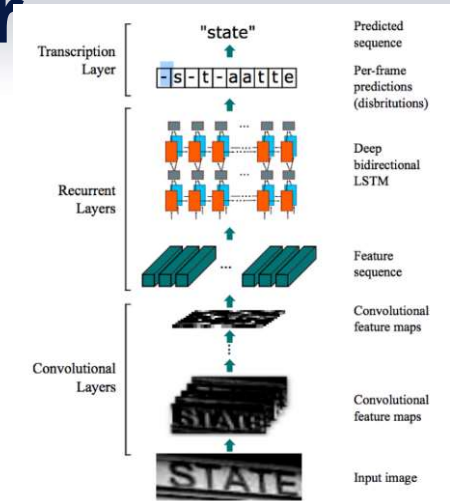 r
"state"
Predicted
sequence
Transcription
Layer
-s-t-aatte
Per-frame
predictions
(disbritutions)
Deep
bidirectional
LSTM
Recurrent
Layers
...
...
Feature
sequence
...
Convolutional
feature maps
Convolutional
Layers
STATE
Convolutional
feature maps
STATE
Input image